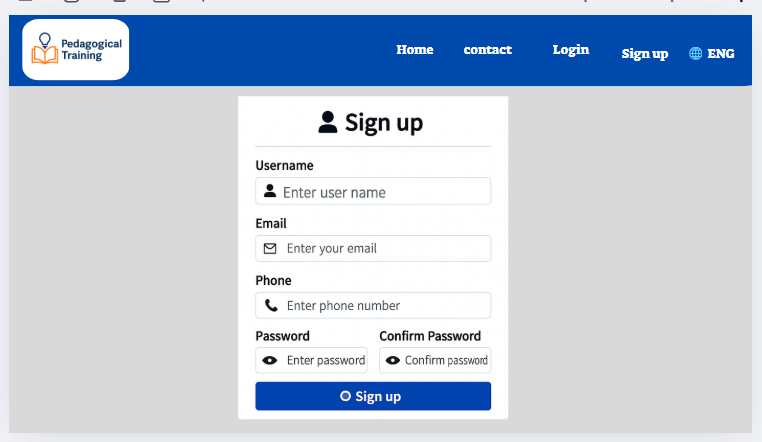 Pedagogical
Training
Home contact Login Sign up ENG
Sign up
Username
Enter user name
Email
Enter your email
Phone
Enter phone number
Password Confirm Password
Enter password Confirm password
Sign up